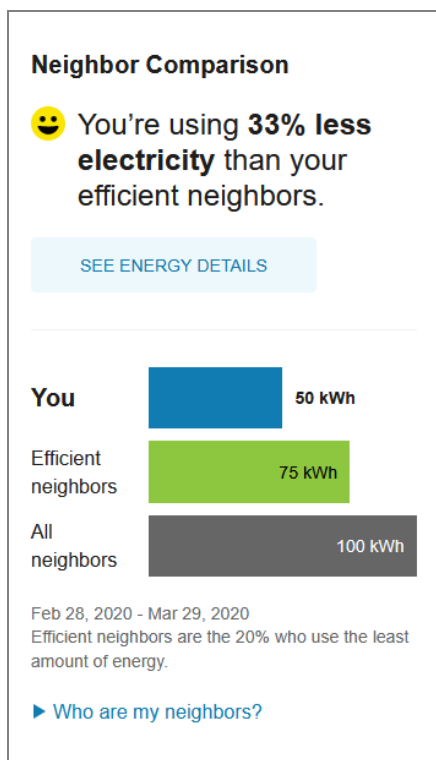 Neighbor Comparison
You're using 33% less
electricity than your
efficient neighbors.
SEE ENERGY DETAILS
You
50 kWh
Efficient
neighbors
75 kWh
All
neighbors
100 kWh
Feb 28, 2020 - Mar 29, 2020
Efficient neighbors are the 20% who use the least
amount of energy.
Who are my neighbors?